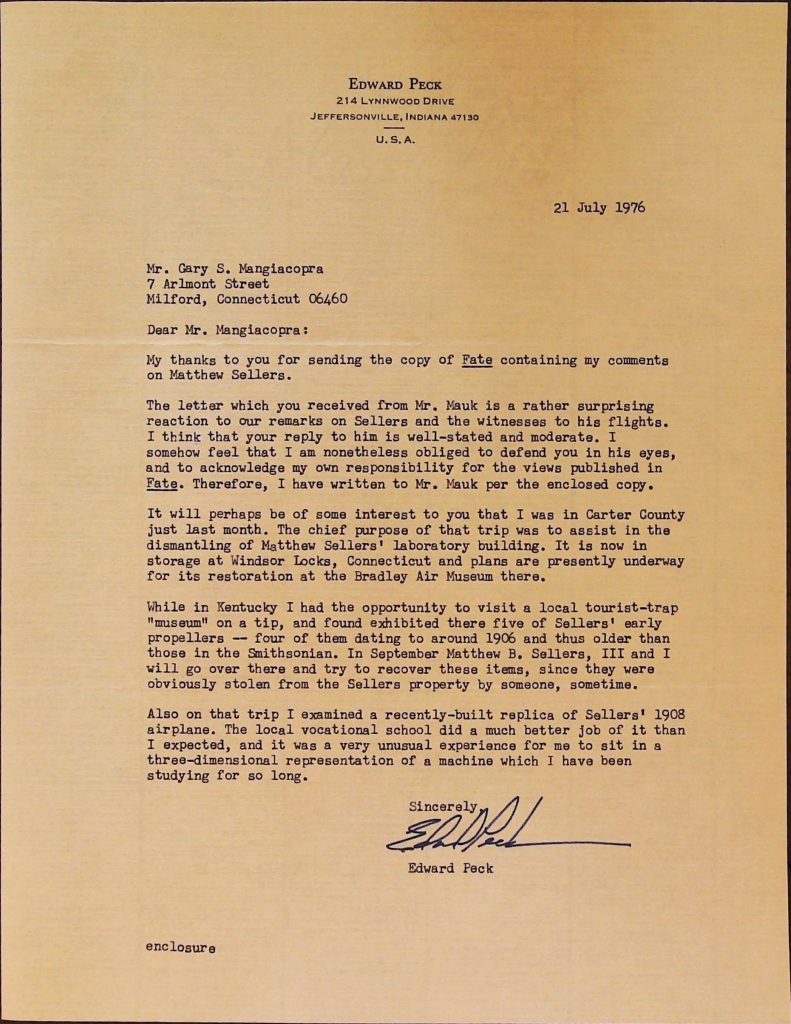 EDWARD PECK
214 LYNNWOOD DRIVE
JEFFERSONVILLE, INDIANA 47130
U.S.A.
21 July 1976
Mr. Gary S. Mangiacopra
7 Arlmont Street
Milford, Connecticut 06460
Dear Mr. Mangiacopra:
My thanks to you for sending the copy of Fate containing my comments
on Matthew Sellers.
The letter which you received from Mr. Mauk is a rather surprising
reaction to our remarks on Sellers and the witnesses to his flights.
I think that your reply to him is well-stated and moderate. I
somehow feel that I am nonetheless obliged to defend you in his eyes,
and to acknowledge my own responsibility for the views published in
Fate. Therefore, I have written to Mr. Mauk per the enclosed copy.
It will perhaps be of some interest to you that I was in Carter County
just last month. The chief purpose of that trip was to assist in the
dismantling of Matthew Sellers' laboratory building. It is now in
storage at Windsor Locks, Connecticut and plans are presently underway
for its restoration at the Bradley Air Museum there.
While in Kentucky I had the opportunity to visit a local tourist-trap
"museum" on a tip, and found exhibited there five of Sellers' early
propellers -- four of them dating to around 1906 and thus older than
those in the Smithsonian. In September Matthew B. Sellers, III and I
will go over there and try to recover these items, since they were
obviously stolen from the Sellers property by someone, sometime.
Also on that trip I examined a recently-built replica of Sellers' 1908
airplane. The local vocational school did a much better job of it than
I expected, and it was a very unusual experience for me to sit in a
three-dimensional representation of a machine which I have been
studying for so long.
Sincerely,
Edward Peck
Edward Peck
enclosure